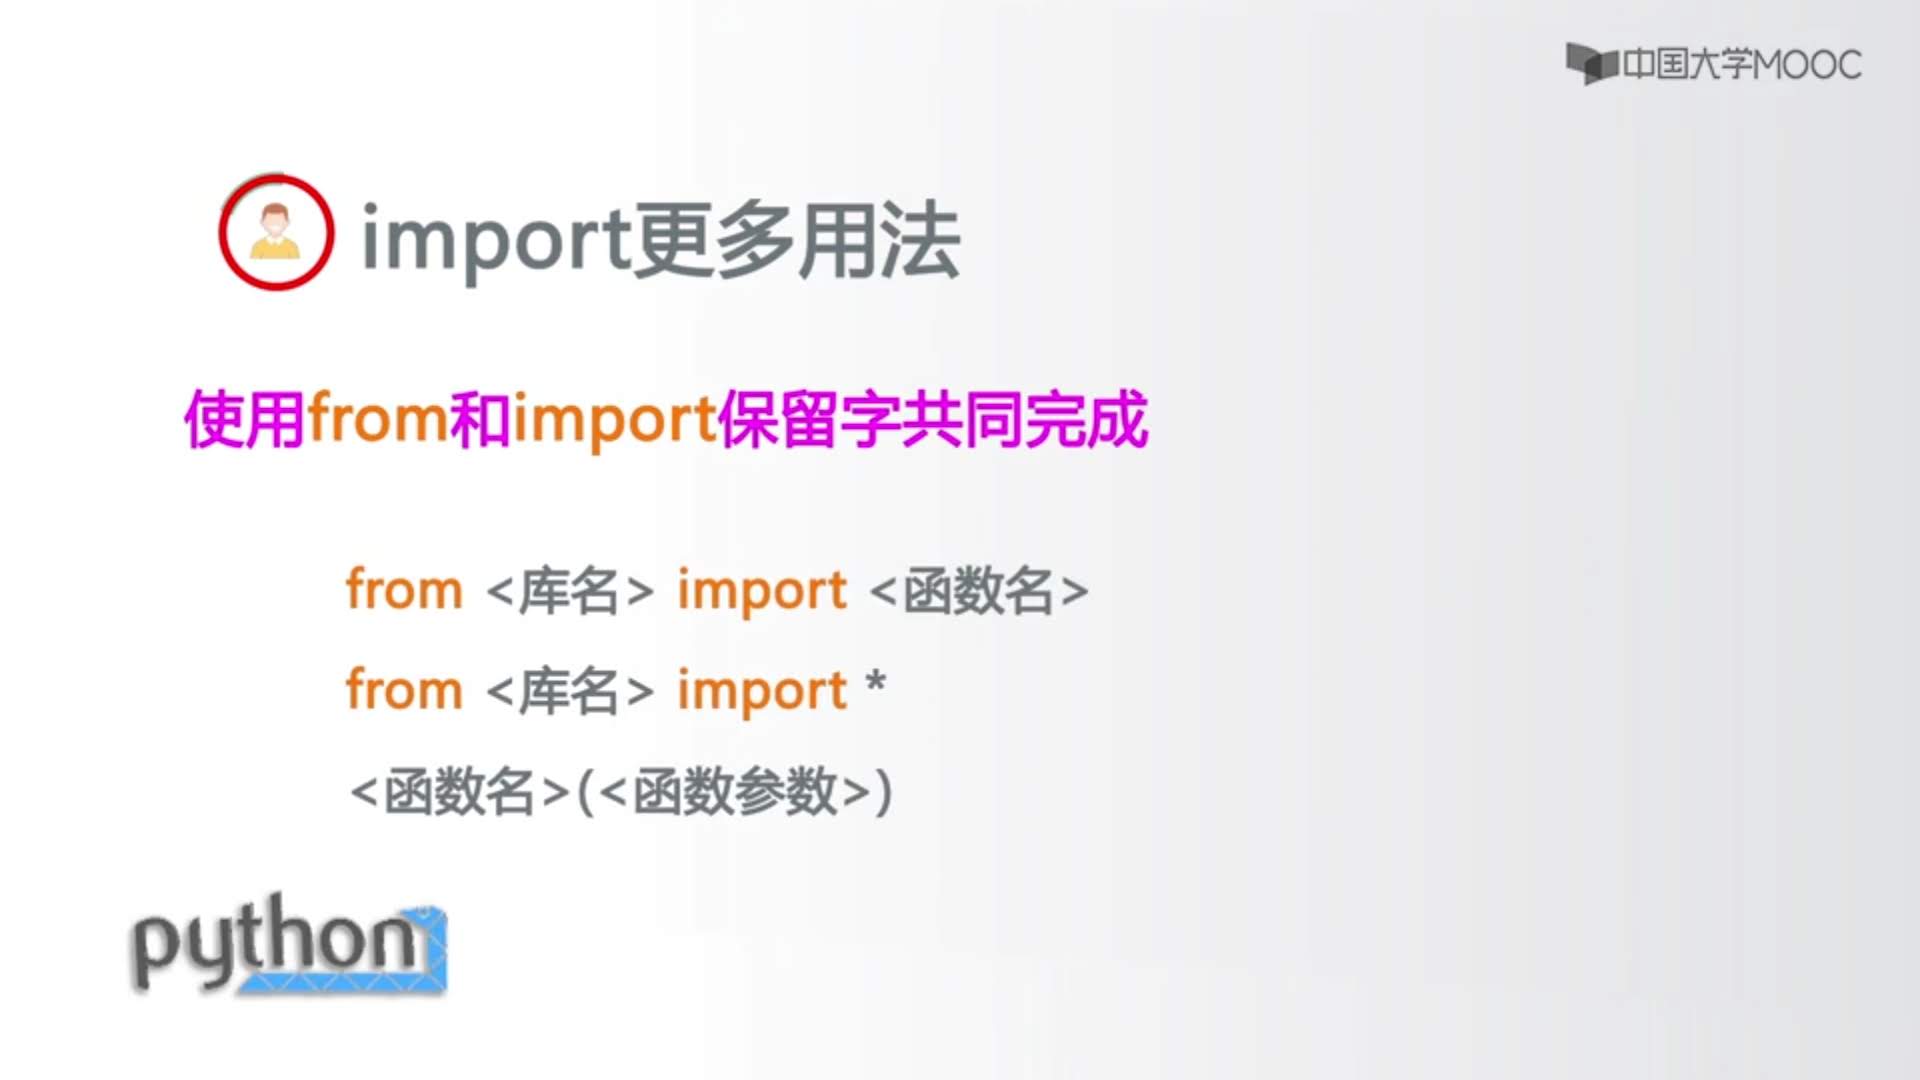 中国大学MOOC
import更多用法
使用from和import保留字共同完成
from <库名> import <函数名>
from <库名> import *
<函数名>(<函数参数>)
python